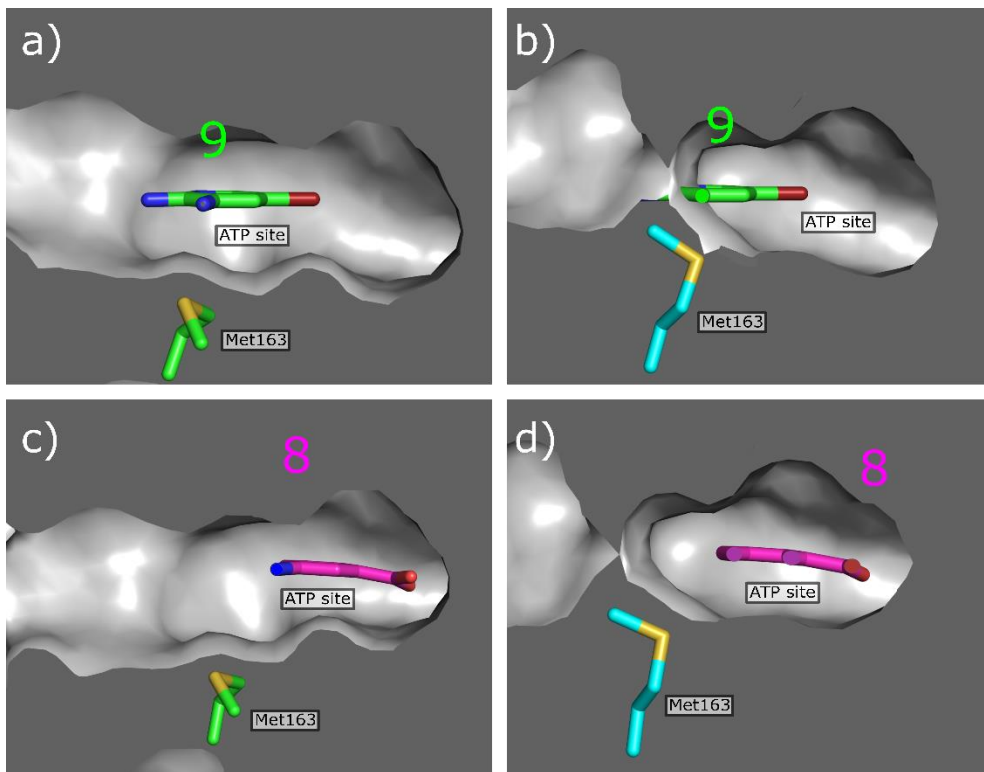 a)
9
ATP site
Met163
b)
9
ATP site
Met163
c)
8
ATP site
Met163
d)
8
ATP site
Met163